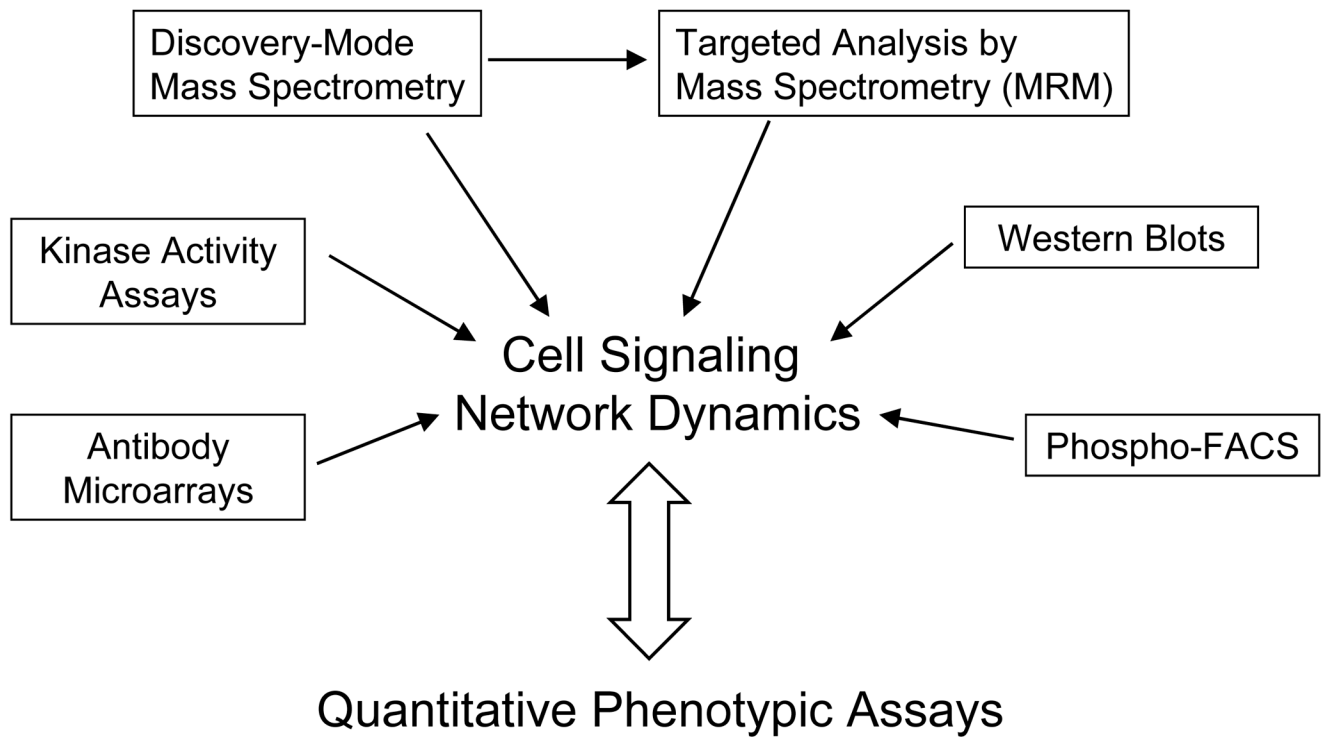 Discovery-Mode
Mass Spectrometry
Targeted Analysis by
Mass Spectrometry (MRM)
Kinase Activity
Assays
Western Blots
Cell Signaling
Network Dynamics
Antibody
Microarrays
Phospho-FACS
Quantitative Phenotypic Assays